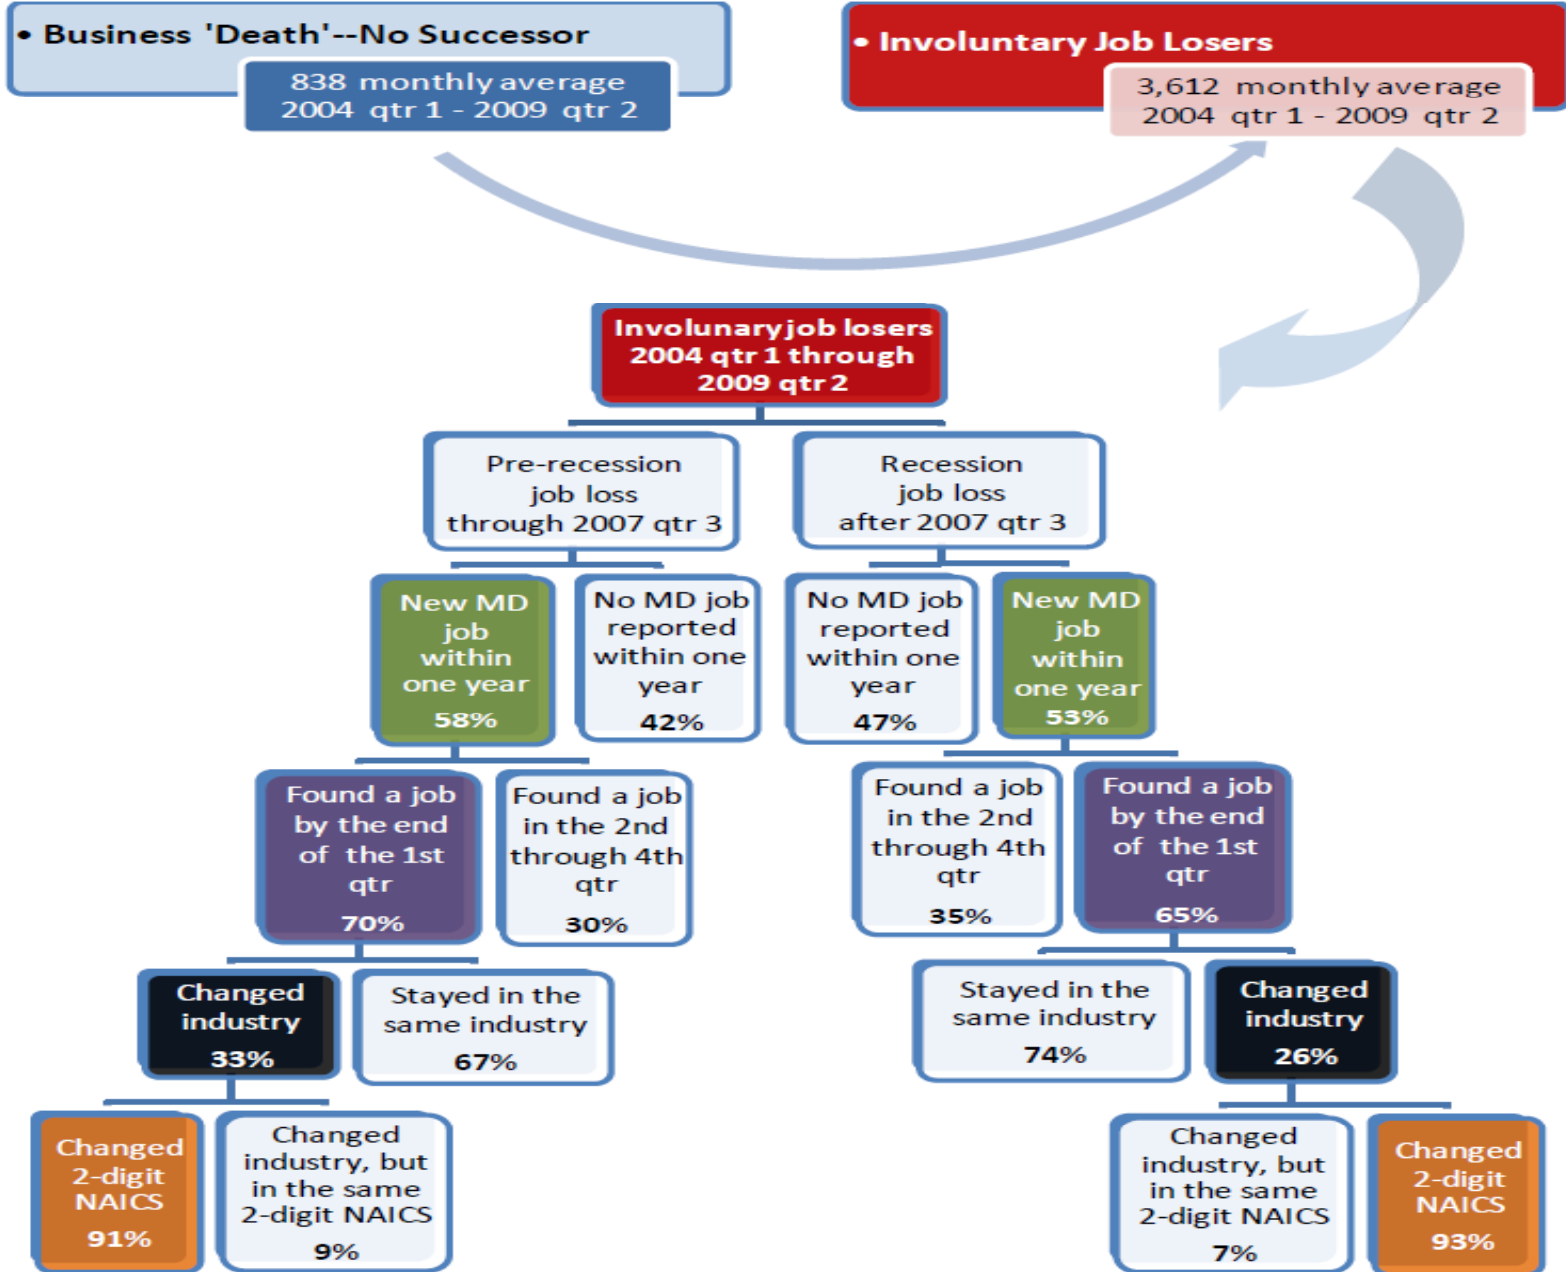 • Business 'Death'--No Successor
838 monthly average
2004 qtr 1 - 2009 qtr 2
• Involuntary Job Losers
3,612 monthly average
2004 qtr 1 - 2009 qtr 2
Involunary job losers
2004 qtr 1 through
2009 qtr 2
Pre-recession
job loss
through 2007 qtr 3
Recession
job loss
after 2007 qtr 3
New MD
job
within
one year
58%
No MD job
reported
within one
year
42%
No MD job
reported
within one
year
47%
New MD
job
within
one year
53%
Found a job
by the end
of the 1st
qtr
70%
Found a job
in the 2nd
through 4th
qtr
30%
Found a job
in the 2nd
through 4th
qtr
35%
Found a job
by the end
of the 1st
qtr
65%
Changed
industry
33%
Stayed in the
same industry
67%
Stayed in the
same industry
74%
Changed
industry
26%
Changed
2-digit
NAICS
91%
Changed
industry, but
in the same
2-digit NAICS
9%
Changed
industry, but
in the same
2-digit NAICS
7%
Changed
2-digit
NAICS
93%